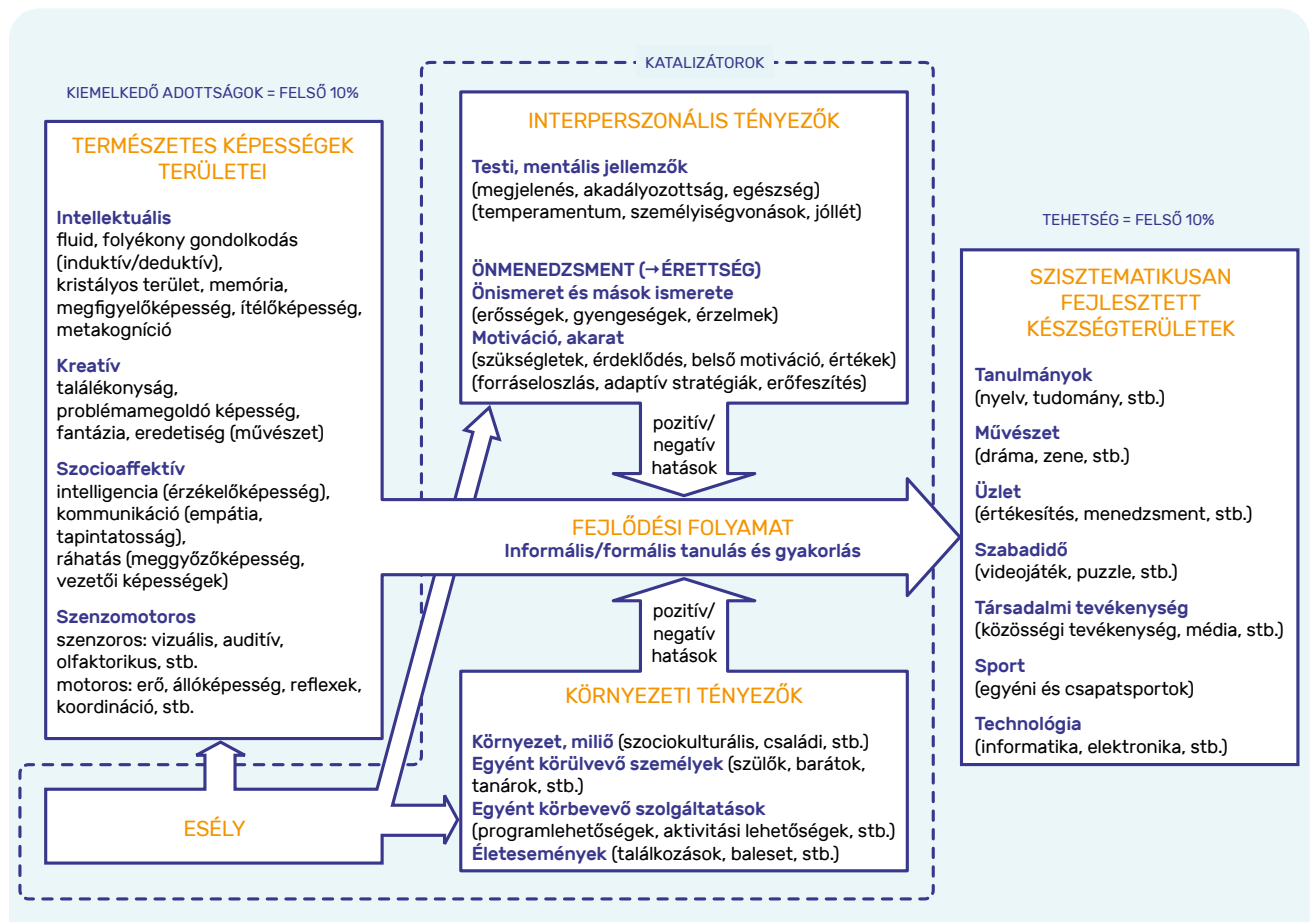 KATALIZÁTOROK
KIEMELKEDŐ ADOTTSÁGOK = FELSŐ 10%
TERMÉSZETES KÉPESSÉGEK
TERÜLETEI
Intellektuális
fluid, folyékony gondolkodás
(induktív/deduktív),
kristályos terület, memória,
megfigyelőképesség, ítélőképesség,
metakogníció
Kreatív
találékonyság,
problémamegoldó képesség,
fantázia, eredetiség (művészet)
Szocioaffektív
intelligencia (érzékelőképesség),
kommunikáció (empátia,
tapintatosság),
ráhatás (meggyőzőképesség,
vezetői képességek)
Szenzomotoros
szenzoros: vizuális, auditív,
olfaktorikus, stb.
motoros: erő, állóképesség, reflexek,
koordináció, stb.
ESÉLY
INTERPERSZONÁLIS TÉNYEZŐK
Testi, mentális jellemzők
(megjelenés, akadályozottság, egészség)
(temperamentum, személyiségvonások, jóllét)
ÖNMENEDZSMENT (→ÉRETTSÉG)
Önismeret és mások ismerete
(erősségek, gyengeségek, érzelmek)
Motiváció, akarat
(szükségletek, érdeklődés, belső motiváció, értékek)
(forráseloszlás, adaptív stratégiák, erőfeszítés)
pozitív/
negatív
hatások
FEJLŐDÉSI FOLYAMAT
Informális/formális tanulás és gyakorlás
pozitív/
negatív
hatások
KÖRNYEZETI TÉNYEZŐK
Környezet, miliő (szociokulturális, családi, stb.)
Egyént körülvevő személyek (szülők, barátok,
tanárok, stb.)
Egyént körbevevő szolgáltatások
(programlehetőségek, aktivitási lehetőségek, stb.)
Életesemények (találkozások, baleset, stb.)
TEHETSÉG = FELSŐ 10%
SZISZTEMATIKUSAN
FEJLESZTETT
KÉSZSÉGTERÜLETEK
Tanulmányok
(nyelv, tudomány, stb.)
Művészet
(dráma, zene, stb.)
Üzlet
(értékesítés, menedzsment, stb.)
Szabadidő
(videojáték, puzzle, stb.)
Társadalmi tevékenység
(közösségi tevékenység, média, stb.)
Sport
(egyéni és csapatsportok)
Technológia
(informatika, elektronika, stb.)